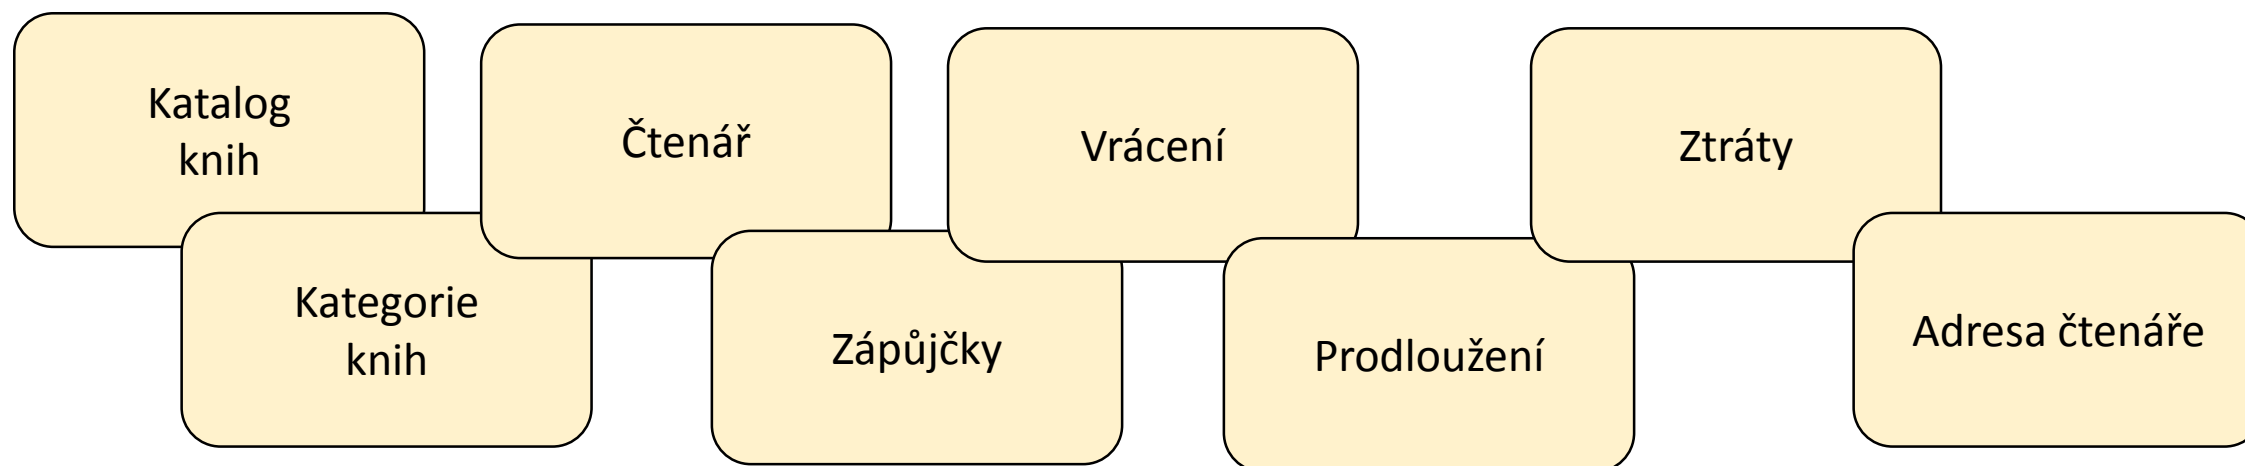 Katalog
knih
Kategorie
knih
Čtenář
Zápůjčky
Vrácení
Prodloužení
Ztráty
Adresa čtenáře